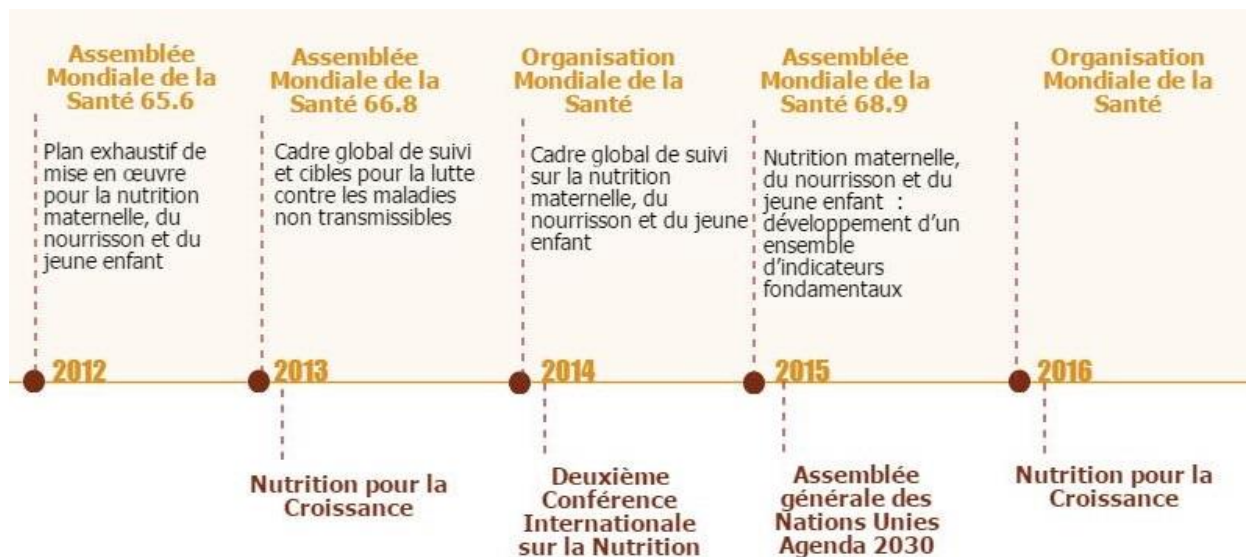 Assemblée
Mondiale de la
Santé 65.6
Plan exhaustif de
mise en œuvre
pour la nutrition
maternelle, du
nourrisson et du
jeune enfant
2012
Assemblée
Mondiale de la
Santé 66.8
Cadre global de suivi
et cibles pour la lutte
contre les maladies
non transmissibles
2013
Nutrition pour la
Croissance
Organisation
Mondiale de la
Santé
Cadre global de suivi
sur la nutrition
maternelle, du
nourrisson et du jeune
enfant
2014
Deuxième
Conférence
Internationale
sur la Nutrition
Assemblée
Mondiale de la
Santé 68.9
Nutrition maternelle,
du nourrisson et du
jeune enfant :
développement d’un
ensemble
d’indicateurs
fondamentaux
2015
Assemblée
générale des
Nations Unies
Agenda 2030
Organisation
Mondiale de la
Santé
2016
Nutrition pour la
Croissance